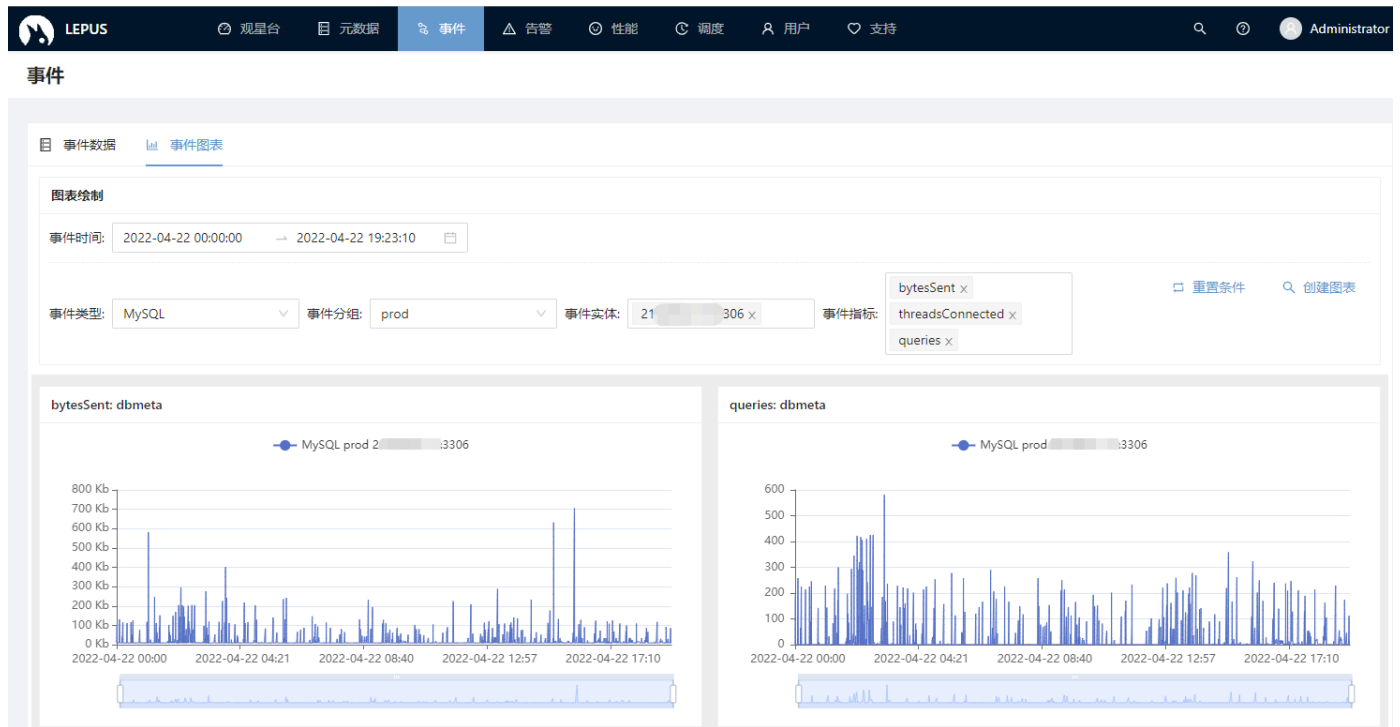 LEPUS 观星台 元数据 事件 告警 性能 调度 用户 支持 Administrator
事件
事件数据 事件图表
图表绘制
事件时间: 2022-04-22 00:00:00 → 2022-04-22 19:23:10
事件类型: MySQL 事件分组: prod 事件实体: 21 306 × 事件指标: bytesSent ×
threadsConnected ×
queries ×
重置条件 创建图表
bytesSent: dbmeta
MySQL prod 2 :3306
800 Kb
700 Kb
600 Kb
500 Kb
400 Kb
300 Kb
200 Kb
100 Kb
0 Kb
2022-04-22 00:00 2022-04-22 04:21 2022-04-22 08:40 2022-04-22 12:57 2022-04-22 17:10
queries: dbmeta
MySQL prod :3306
600
500
400
300
200
100
0
2022-04-22 00:00 2022-04-22 04:21 2022-04-22 08:40 2022-04-22 12:57 2022-04-22 17:10